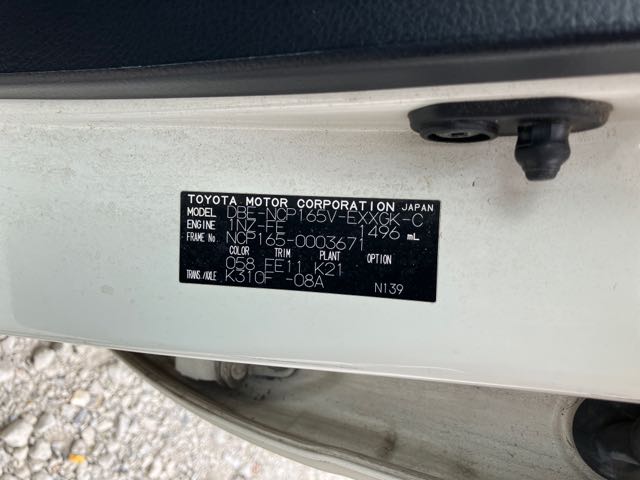 TOYOTA MOTOR CORPORATION JAPAN
MODEL DBE-NCP165V-EXXGK-C
ENGINE 1NZ-FE 1496 mL
FRAME No. NCP165-0003671
COLOR TRIM PLANT OPTION
058 EE11 K21
TRANS./AXLE K310F -08A
N139